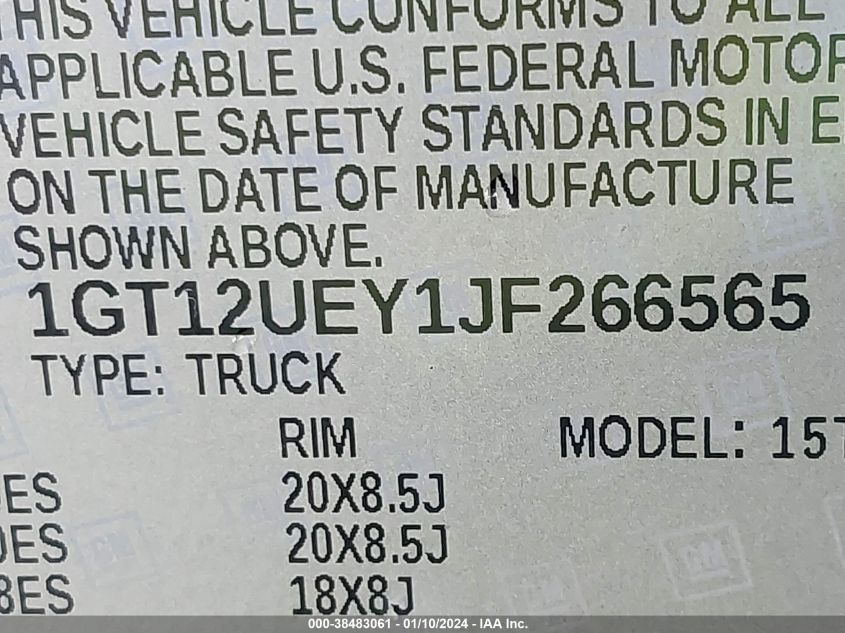 THIS VEHICLE CONFORMS TO ALL
APPLICABLE U.S. FEDERAL MOTOR
VEHICLE SAFETY STANDARDS IN E
ON THE DATE OF MANUFACTURE
SHOWN ABOVE.
1GT12UEY1JF266565
TYPE: TRUCK
RIM MODEL: 15T
ES 20X8.5J
ES 20X8.5J
8ES 18X8J
000-38483061 - 01/10/2024 - IAA Inc.